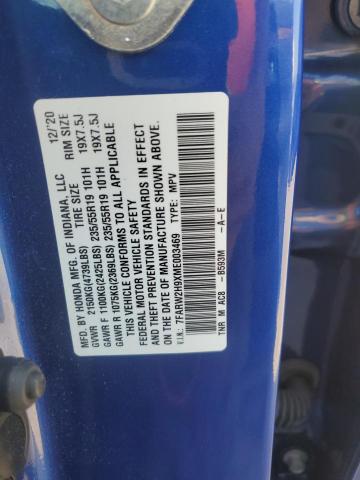 MFD. BY HONDA MFG. OF INDIANA, LLC 12/'20
TIRE SIZE RIM SIZE
GVWR 2150KG(4739LBS)
GAWR F 1100KG(2425LBS) 235/55R19 101H 19X7.5J
GAWR R 1075KG(2369LBS) 235/55R19 101H 19X7.5J
THIS VEHICLE CONFORMS TO ALL APPLICABLE
FEDERAL MOTOR VEHICLE SAFETY AND BUMPER STANDARDS,
AND THEFT PREVENTION STANDARDS IN EFFECT
ON THE DATE OF MANUFACTURE SHOWN ABOVE.
V.I.N.: 7FARW2H9XME003469 TYPE: MPV
TNR M AC8 -B593M -A-E